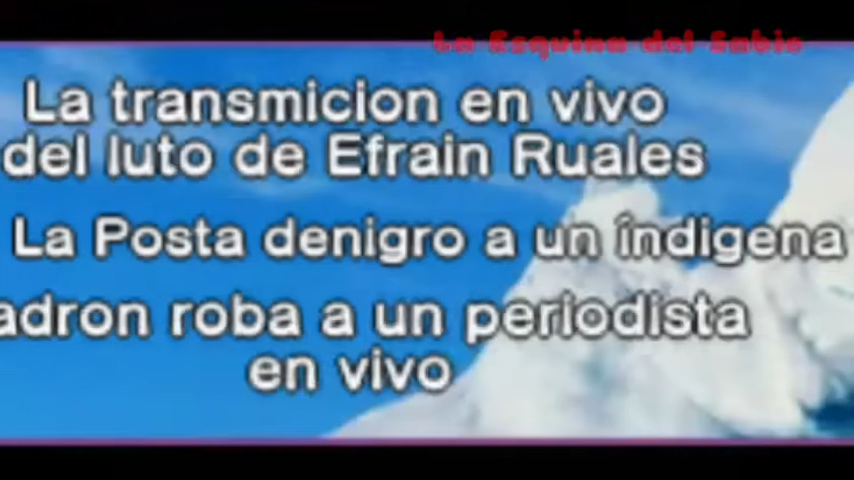 La Esquina del Sabio
La transmicion en vivo
del luto de Efrain Ruales
La Posta denigro a un índigena
adron roba a un periodista
en vivo